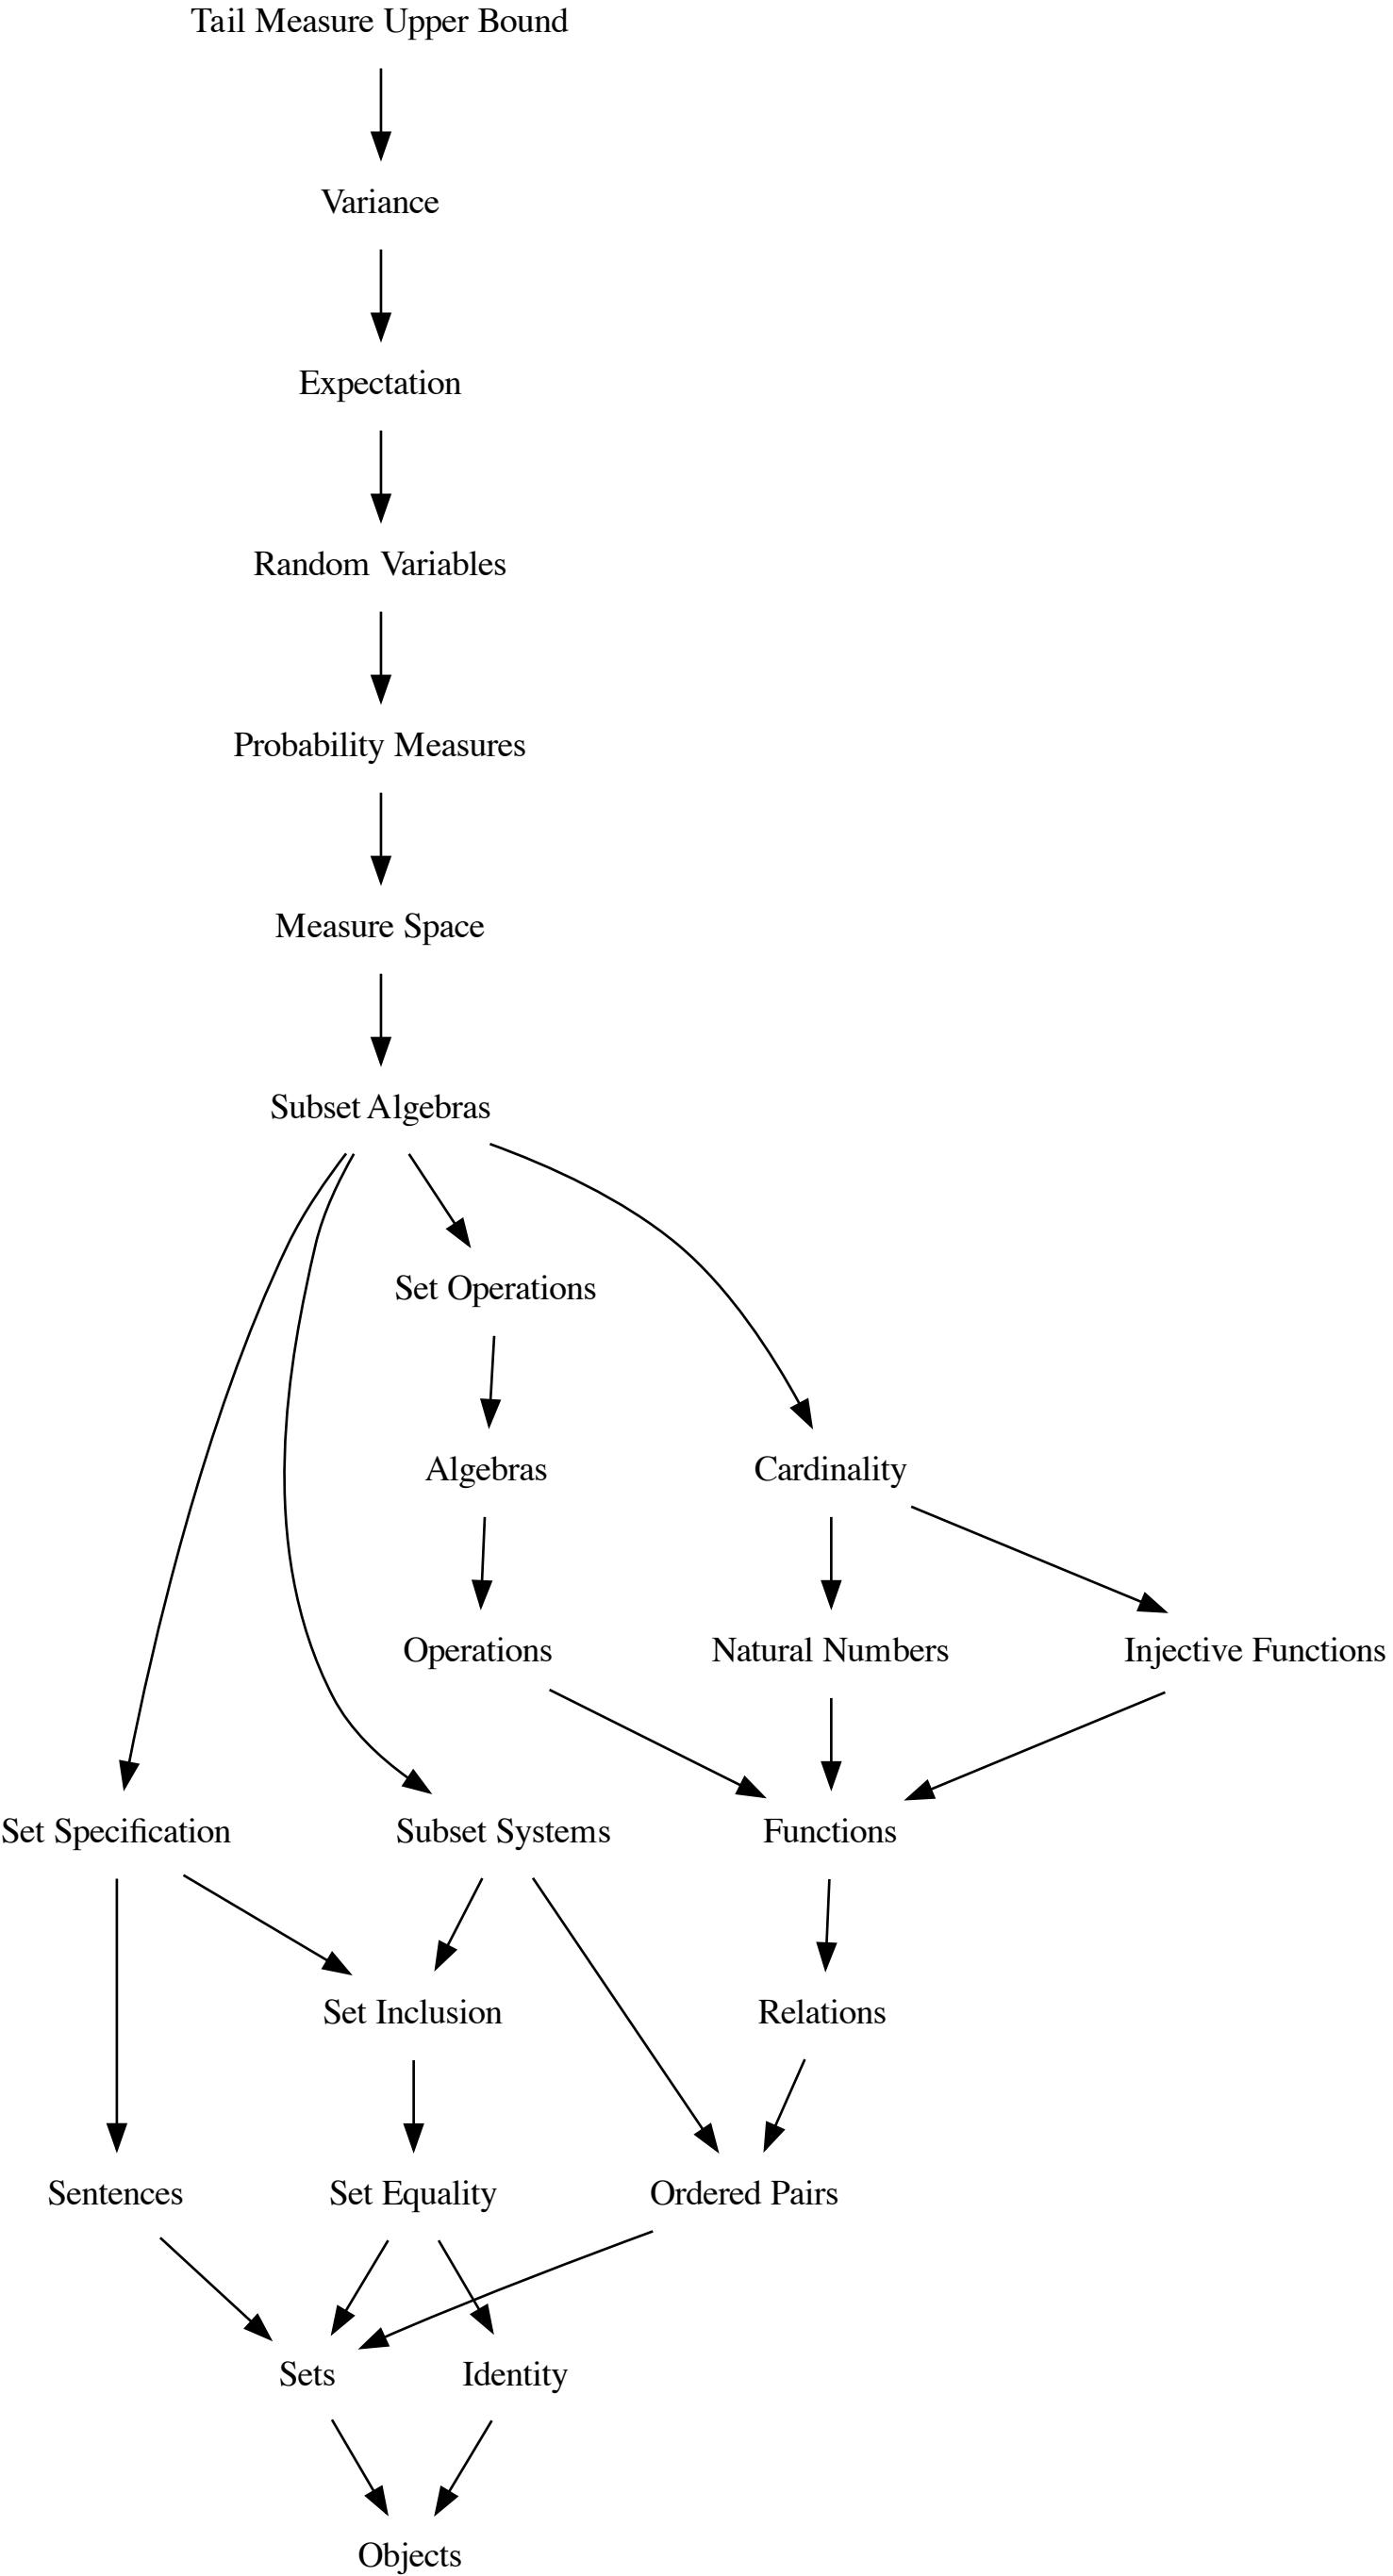 Tail Measure Upper Bound
Variance
Expectation
Random Variables
Probability Measures
Measure Space
Subset Algebras
Set Operations
Algebras
Cardinality
Operations
Natural Numbers
Injective Functions
Set Specification
Subset Systems
Functions
Set Inclusion
Relations
Sentences
Set Equality
Ordered Pairs
Sets
Identity
Objects